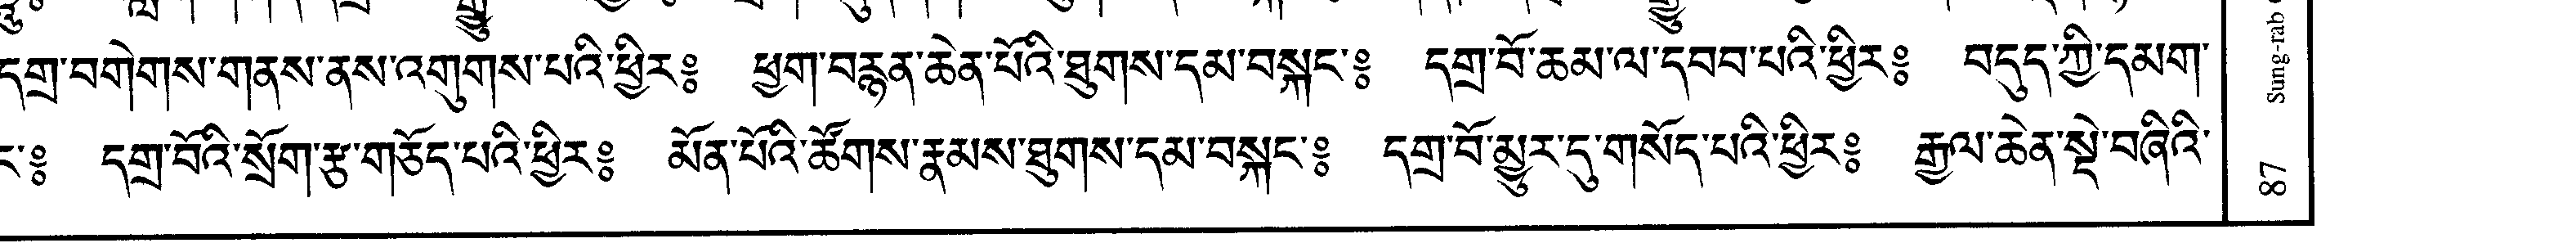 དགྲ་བགེགས་གནས་ནས་འགུགས་པའི་ཕྱིར༔ ཕྱག་བརྙན་ཆེན་པོའི་ཐུགས་དམ་བསྐང་༔ དགྲ་བོ་ཆམ་ལ་དབབ་པའི་ཕྱིར༔ བདུད་ཀྱི་དམག་
ང་༔ དགྲ་བོའི་སྲོག་རྩ་གཅོད་པའི་ཕྱིར༔ མོན་པོའི་ཚོགས་རྣམས་ཐུགས་དམ་བསྐང་༔ དགྲ་བོ་མྱུར་དུ་གསོད་པའི་ཕྱིར༔ རྒྱལ་ཆེན་སྡེ་བཞིའི་
Sung-rab
87